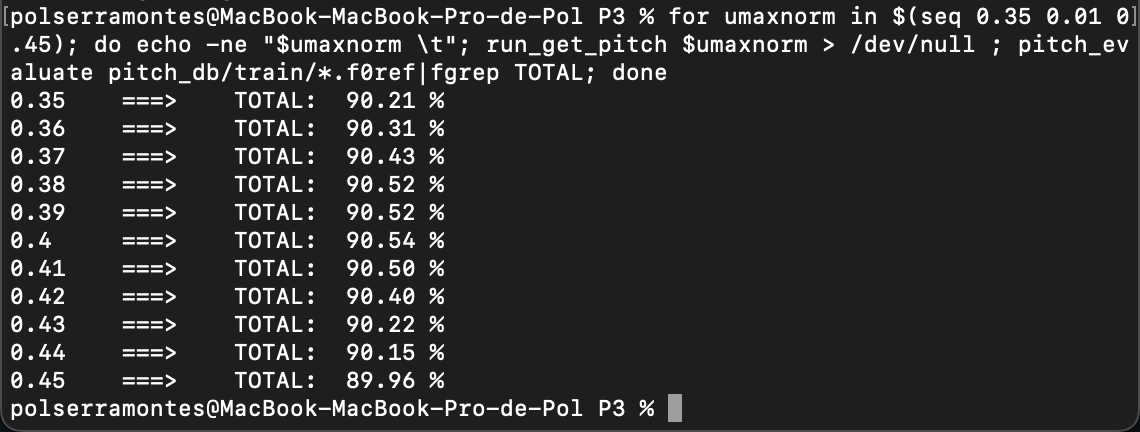 [polserramontes@MacBook-MacBook-Pro-de-Pol P3 % for umaxnorm in $(seq 0.35 0.01 0]
.45); do echo -ne "$umaxnorm \t"; run_get_pitch $umaxnorm > /dev/null ; pitch_ev
aluate pitch_db/train/*.f0ref|fgrep TOTAL; done
0.35    ===>    TOTAL:  90.21 %
0.36    ===>    TOTAL:  90.31 %
0.37    ===>    TOTAL:  90.43 %
0.38    ===>    TOTAL:  90.52 %
0.39    ===>    TOTAL:  90.52 %
0.4     ===>    TOTAL:  90.54 %
0.41    ===>    TOTAL:  90.50 %
0.42    ===>    TOTAL:  90.40 %
0.43    ===>    TOTAL:  90.22 %
0.44    ===>    TOTAL:  90.15 %
0.45    ===>    TOTAL:  89.96 %
polserramontes@MacBook-MacBook-Pro-de-Pol P3 %